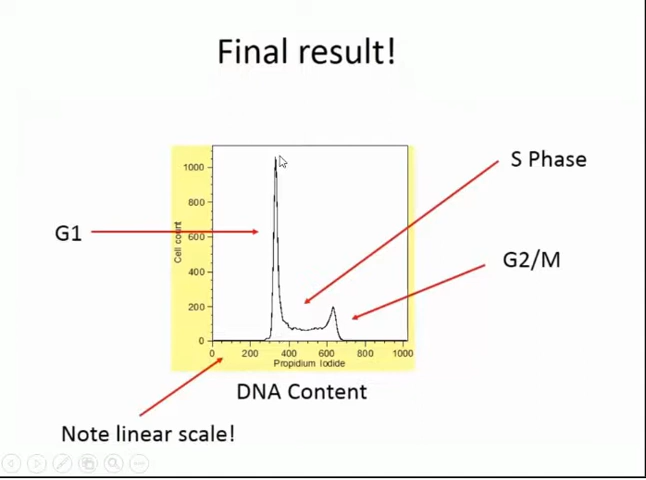 Final result!
S Phase
G1
G2/M
Cell count
1000
800
600
400
200
0
0 200 400 600 800 1000
Propidium Iodide
DNA Content
Note linear scale!